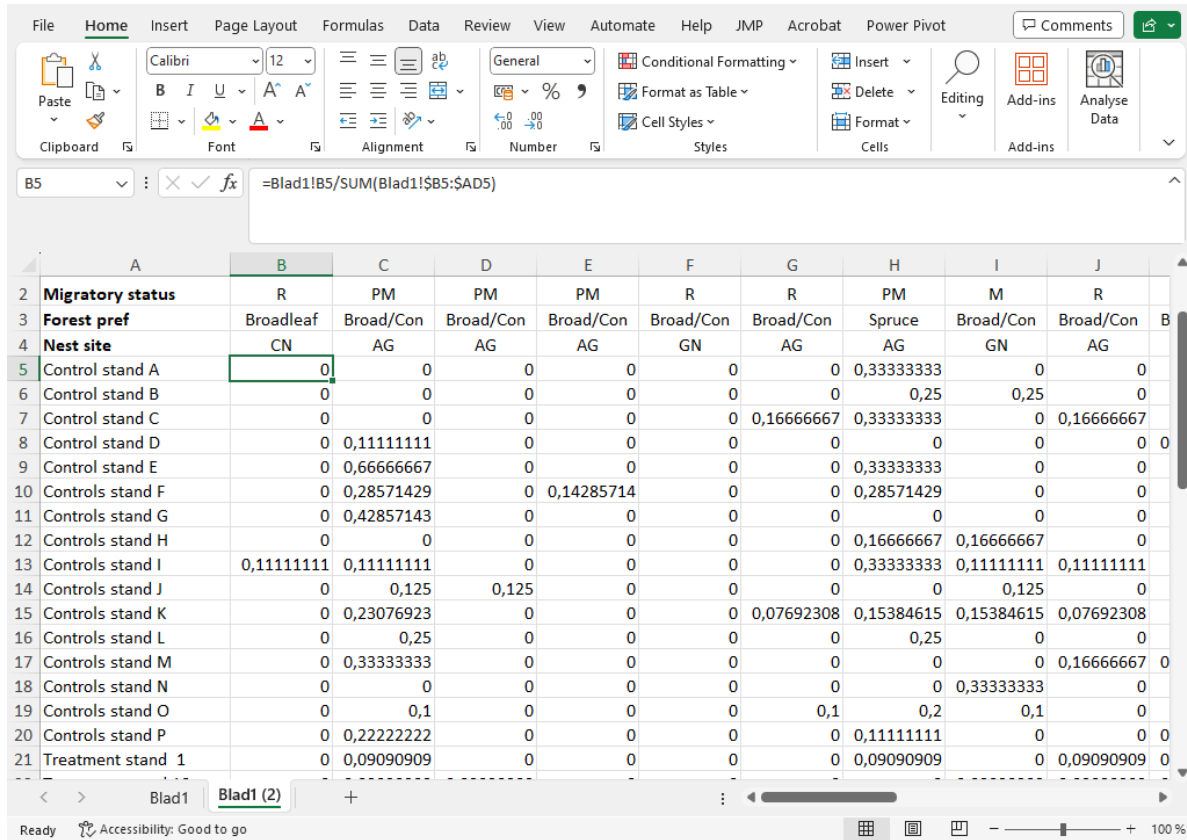 File Home Insert Page Layout Formulas Data Review View Automate Help JMP Acrobat Power Pivot Comments
Calibri 12 General Conditional Formatting Insert
Paste B I U A A % Format as Table Delete Editing Add-ins Analyse Data
A Cell Styles Format
Clipboard Font Alignment Number Styles Cells Add-ins
B5 fx =Blad1!B5/SUM(Blad1!$B5:$AD5)
A B C D E F G H I J
2 Migratory status R PM PM PM R R PM M R
3 Forest pref Broadleaf Broad/Con Broad/Con Broad/Con Broad/Con Broad/Con Spruce Broad/Con Broad/Con B
4 Nest site CN AG AG AG GN AG AG GN AG
5 Control stand A 0 0 0 0 0 0 0,33333333 0 0
6 Control stand B 0 0 0 0 0 0 0,25 0,25 0
7 Control stand C 0 0 0 0 0 0,16666667 0,33333333 0 0,16666667
8 Control stand D 0 0,11111111 0 0 0 0 0 0 0 0
9 Control stand E 0 0,66666667 0 0 0 0 0,33333333 0 0
10 Controls stand F 0 0,28571429 0 0,14285714 0 0 0,28571429 0 0
11 Controls stand G 0 0,42857143 0 0 0 0 0 0 0
12 Controls stand H 0 0 0 0 0 0 0,16666667 0,16666667 0
13 Controls stand I 0,11111111 0,11111111 0 0 0 0 0,33333333 0,11111111 0,11111111
14 Controls stand J 0 0,125 0,125 0 0 0 0 0,125 0
15 Controls stand K 0 0,23076923 0 0 0 0,07692308 0,15384615 0,15384615 0,07692308
16 Controls stand L 0 0,25 0 0 0 0 0,25 0 0
17 Controls stand M 0 0,33333333 0 0 0 0 0 0 0,16666667 0
18 Controls stand N 0 0 0 0 0 0 0 0,33333333 0
19 Controls stand O 0 0,1 0 0 0 0,1 0,2 0,1 0
20 Controls stand P 0 0,22222222 0 0 0 0 0,11111111 0 0 0
21 Treatment stand 1 0 0,09090909 0 0 0 0 0,09090909 0 0,09090909 0
Blad1 Blad1 (2)
Ready Accessibility: Good to go 100 %